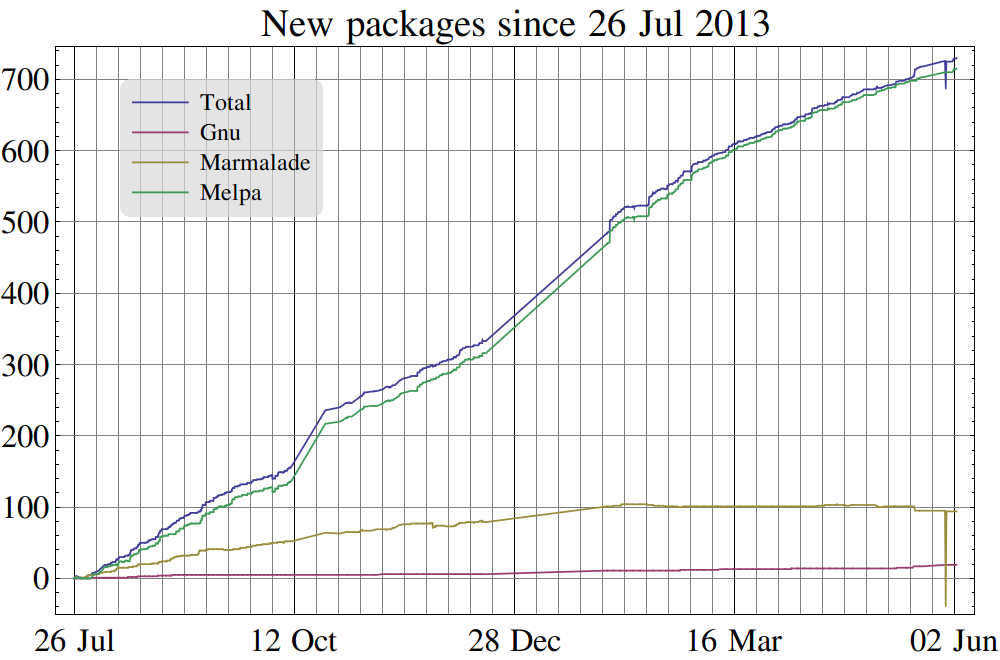 New packages since 26 Jul 2013
Total
Gnu
Marmalade
Melpa
700
600
500
400
300
200
100
0
26 Jul 12 Oct 28 Dec 16 Mar 02 Jun